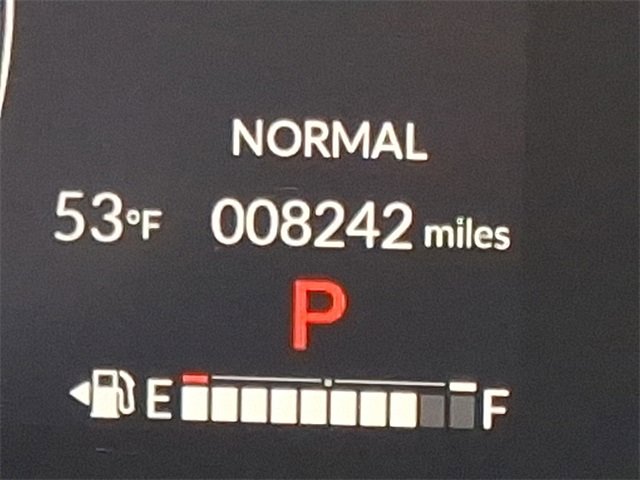 NORMAL
53°F 008242 miles
P
E F